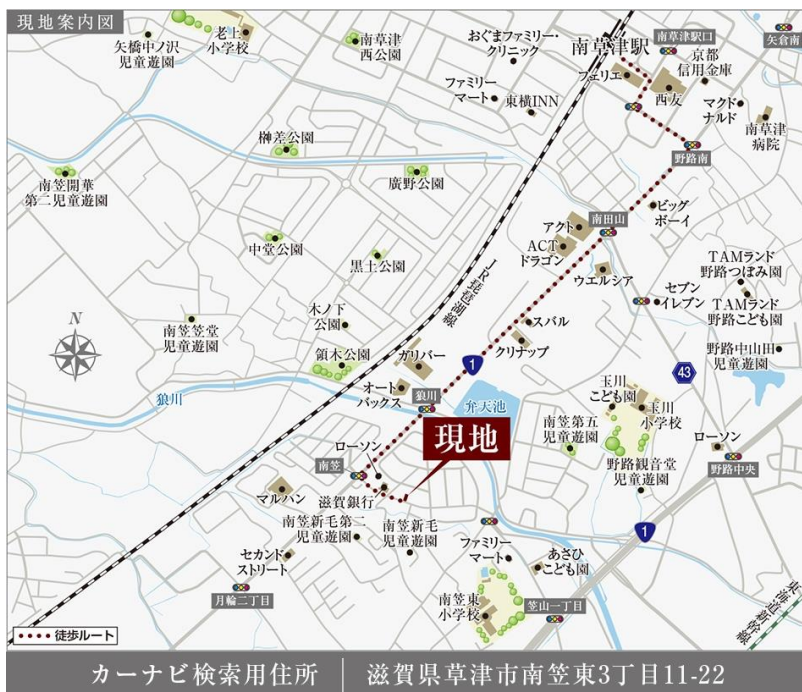 現地案内図
老上
小学校
矢橋中ノ沢
児童遊園
南草津
西公園
おぐまファミリー・
クリニック
南草津駅
南草津駅口
矢倉南
京都
信用金庫
フェリエ
西友
ファミリー
マート
東横INN
マクド
ナルド
南草津
病院
野路南
榊差公園
南笠開華
第二児童遊園
廣野公園
ビッグ
ボーイ
南田山
アクト
ACT
ドラゴン
中堂公園
黒土公園
JR琵琶湖線
ウエルシア
TAMランド
野路つぼみ園
セブン
イレブン
TAMランド
野路こども園
木ノ下
公園
スバル
南笠笠堂
児童遊園
N
クリナップ
野路中山田
児童遊園
領木公園
ガリバー
1
43
狼川
オート
バックス
狼川
弁天池
玉川
こども園
玉川
小学校
南笠第五
児童遊園
現地
ローソン
ローソン
南笠
野路中央
野路観音堂
児童遊園
滋賀銀行
マルハン
南笠新毛第二
児童遊園
南笠新毛
児童遊園
1
セカンド
ストリート
ファミリー
マート
あさひ
こども園
月輪二丁目
南笠東
小学校
笠山一丁目
東海道新幹線
徒歩ルート
カーナビ検索用住所
滋賀県草津市南笠東3丁目11-22